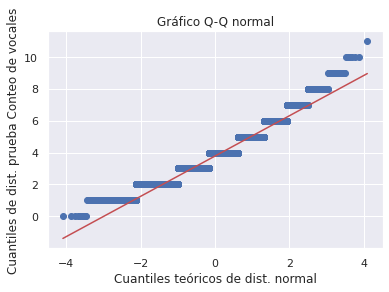 Gráfico Q-Q normal
Cuantiles de dist. prueba Conteo de vocales
10
8
6
4
2
0
−4 −2 0 2 4
Cuantiles teóricos de dist. normal